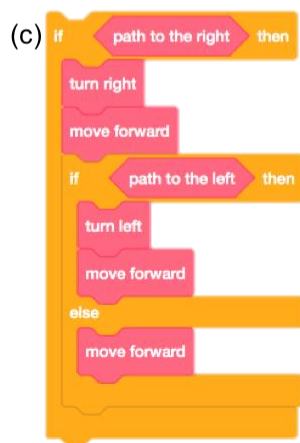 (c) if path to the right then
turn right
move forward
if path to the left then
turn left
move forward
else
move forward